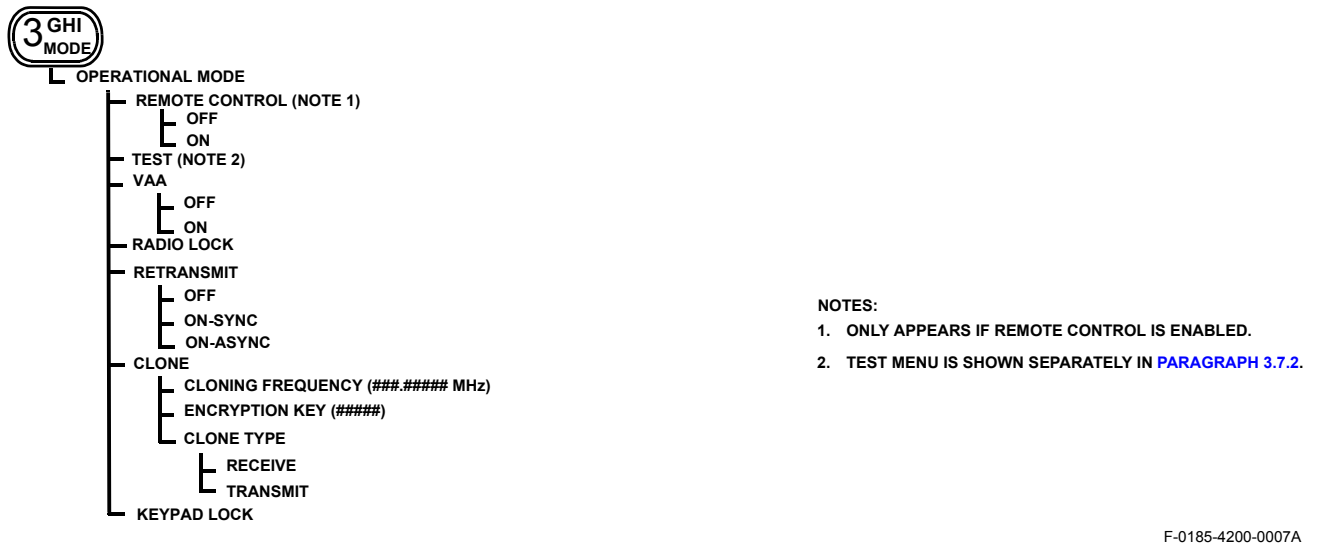 3 GHI
MODE
OPERATIONAL MODE
REMOTE CONTROL (NOTE 1)
OFF
ON
TEST (NOTE 2)
VAA
OFF
ON
RADIO LOCK
RETRANSMIT
OFF
ON-SYNC
ON-ASYNC
CLONE
CLONING FREQUENCY (###.##### MHz)
ENCRYPTION KEY (#####)
CLONE TYPE
RECEIVE
TRANSMIT
KEYPAD LOCK
NOTES:
1. ONLY APPEARS IF REMOTE CONTROL IS ENABLED.
2. TEST MENU IS SHOWN SEPARATELY IN PARAGRAPH 3.7.2.
F-0185-4200-0007A